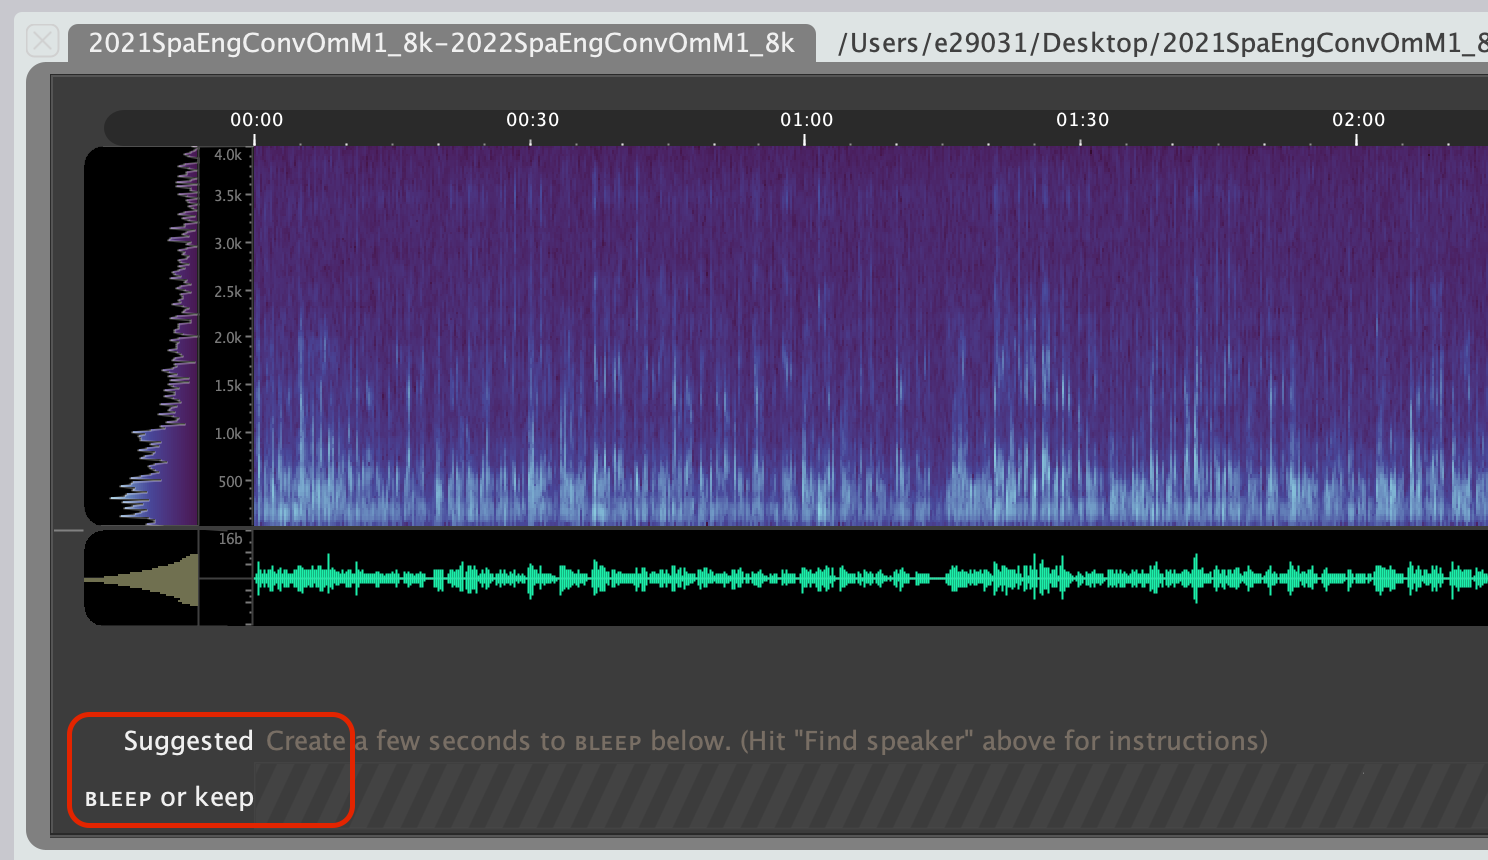 2021SpaEngConvOmM1_8k-2022SpaEngConvOmM1_8k /Users/e29031/Desktop/2021SpaEngConvOmM1_8
00:00 00:30 01:00 01:30 02:00
4.0k
3.5k
3.0k
2.5k
2.0k
1.5k
1.0k
500
16b
Suggested Create a few seconds to BLEEP below. (Hit "Find speaker" above for instructions)
BLEEP or keep